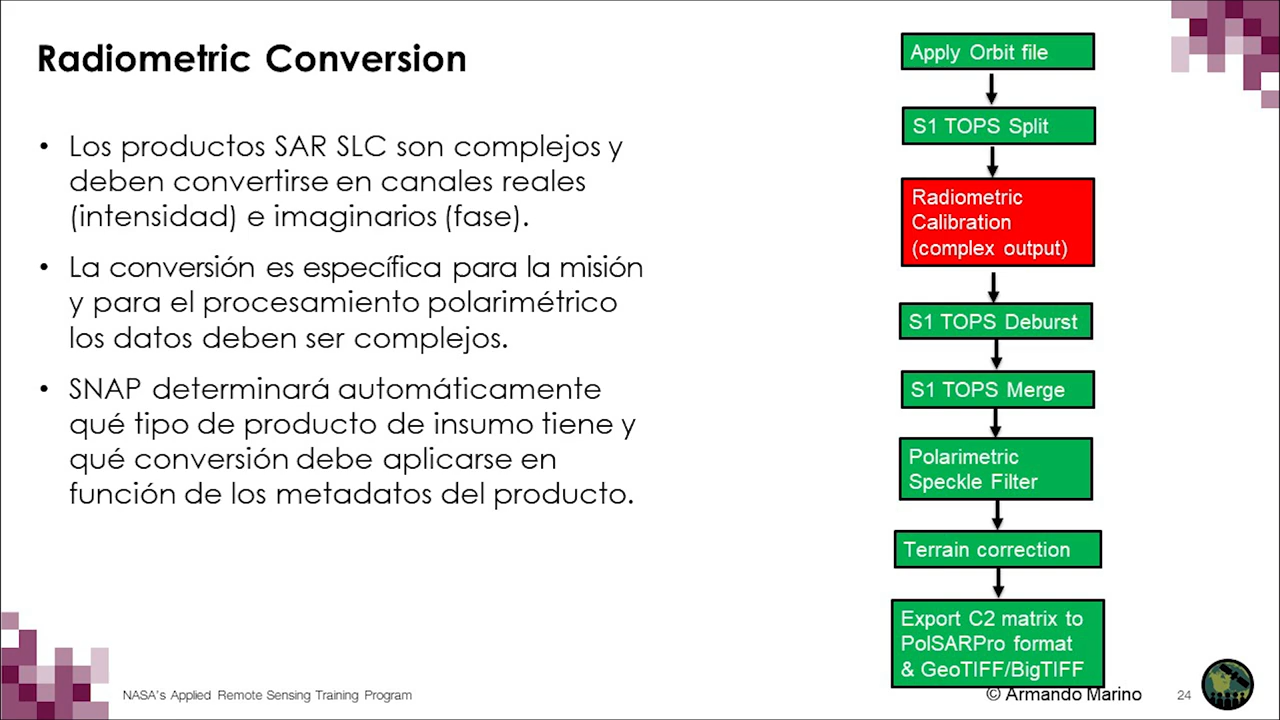 Radiometric Conversion
• Los productos SAR SLC son complejos y
deben convertirse en canales reales
(intensidad) e imaginarios (fase).
• La conversión es específica para la misión
y para el procesamiento polarimétrico
los datos deben ser complejos.
• SNAP determinará automáticamente
qué tipo de producto de insumo tiene y
qué conversión debe aplicarse en
función de los metadatos del producto.
Apply Orbit file
S1 TOPS Split
Radiometric
Calibration
(complex output)
S1 TOPS Deburst
S1 TOPS Merge
Polarimetric
Speckle Filter
Terrain correction
Export C2 matrix to
PolSARPro format
& GeoTIFF/BigTIFF
NASA's Applied Remote Sensing Training Program
© Armando Marino
24